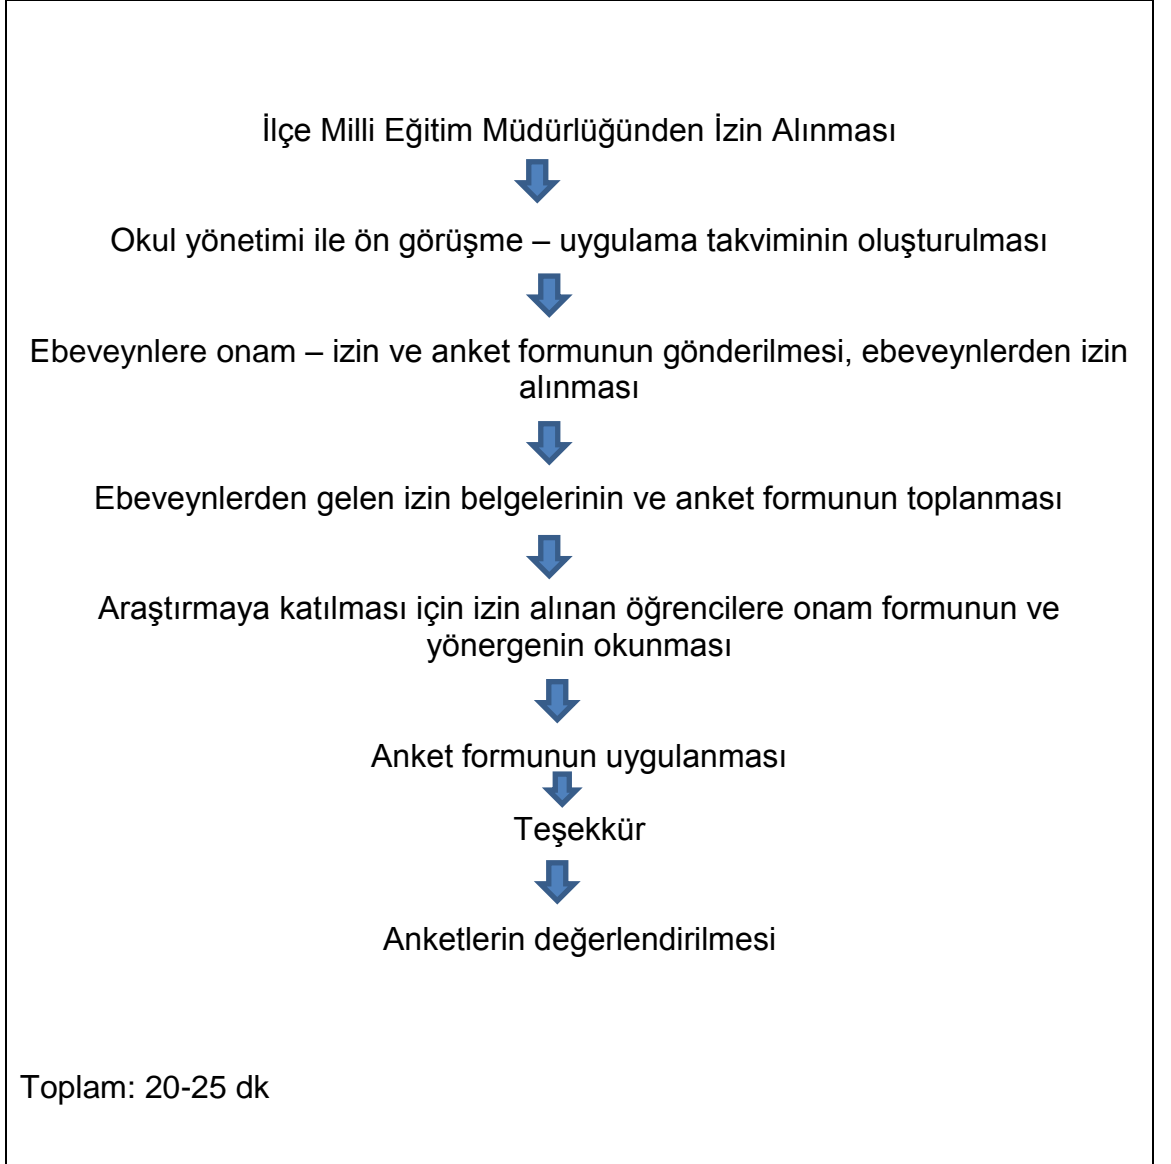 İlçe Milli Eğitim Müdürlüğünden İzin Alınması
Okul yönetimi ile ön görüşme – uygulama takviminin oluşturulması
Ebeveynlere onam – izin ve anket formunun gönderilmesi, ebeveynlerden izin
alınması
Ebeveynlerden gelen izin belgelerinin ve anket formunun toplanması
Araştırmaya katılması için izin alınan öğrencilere onam formunun ve
yönergenin okunması
Anket formunun uygulanması
Teşekkür
Anketlerin değerlendirilmesi
Toplam: 20-25 dk